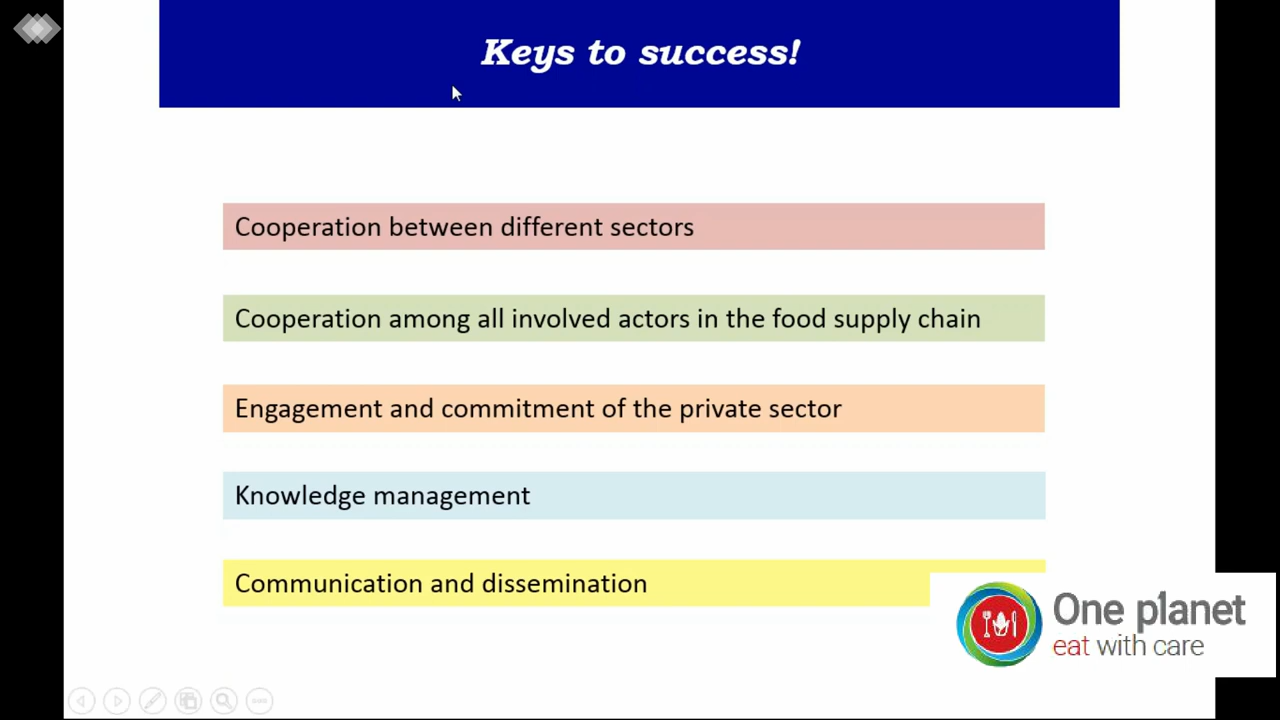 Keys to success!
Cooperation between different sectors
Cooperation among all involved actors in the food supply chain
Engagement and commitment of the private sector
Knowledge management
Communication and dissemination
One planet
eat with care